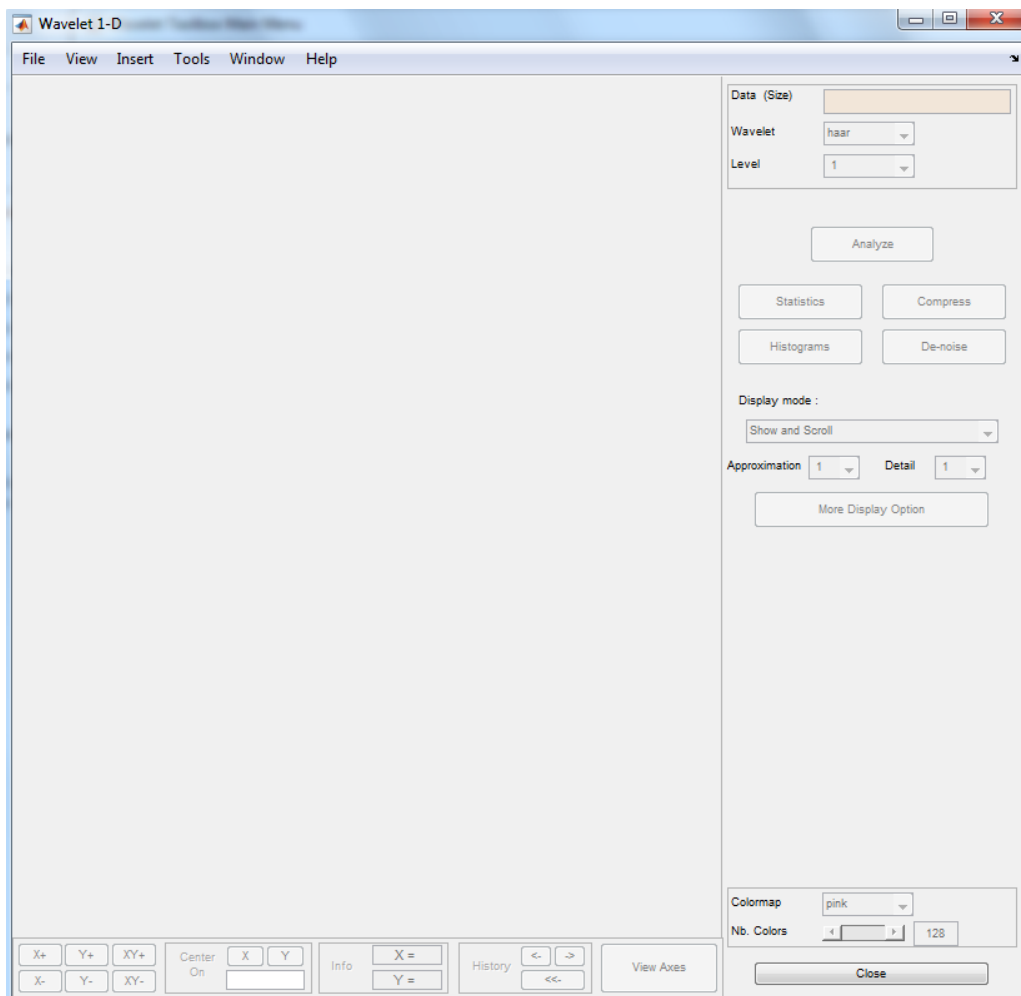 Wavelet 1-D
File View Insert Tools Window Help
Data (Size)
Wavelet haar
Level 1
Analyze
Statistics Compress
Histograms De-noise
Display mode :
Show and Scroll
Approximation 1 Detail 1
More Display Option
Colormap pink
Nb. Colors 128
X+ Y+ XY+ Center On X Y Info X = History <- -> View Axes
X- Y- XY- Y = <<-
Close